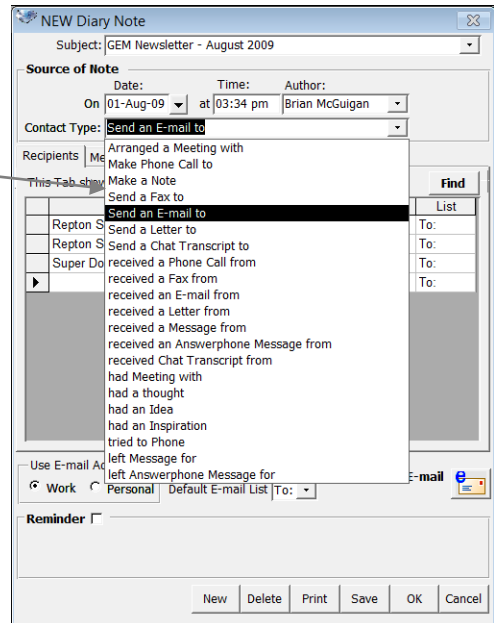 NEW Diary Note
Subject: GEM Newsletter - August 2009
Source of Note
Date: Time: Author:
On 01-Aug-09 at 03:34 pm Brian McGuigan
Contact Type: Send an E-mail to
Recipients Me
This Tab show Find
List
Repton S To:
Repton S To:
Super Do To:
To:
Arranged a Meeting with
Make Phone Call to
Make a Note
Send a Fax to
Send an E-mail to
Send a Letter to
Send a Chat Transcript to
received a Phone Call from
received a Fax from
received an E-mail from
received a Letter from
received a Message from
received an Answerphone Message from
received Chat Transcript from
had Meeting with
had a thought
had an Idea
had an Inspiration
tried to Phone
left Message for
left Answerphone Message for
Use E-mail Ad E-mail
Work Personal Default E-mail List To:
Reminder
New Delete Print Save OK Cancel